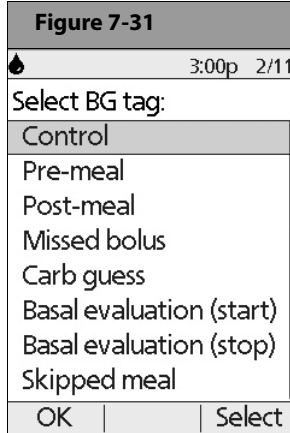 Figure 7-31
3:00p 2/11
Select BG tag:
Control
Pre-meal
Post-meal
Missed bolus
Carb guess
Basal evaluation (start)
Basal evaluation (stop)
Skipped meal
OK Select